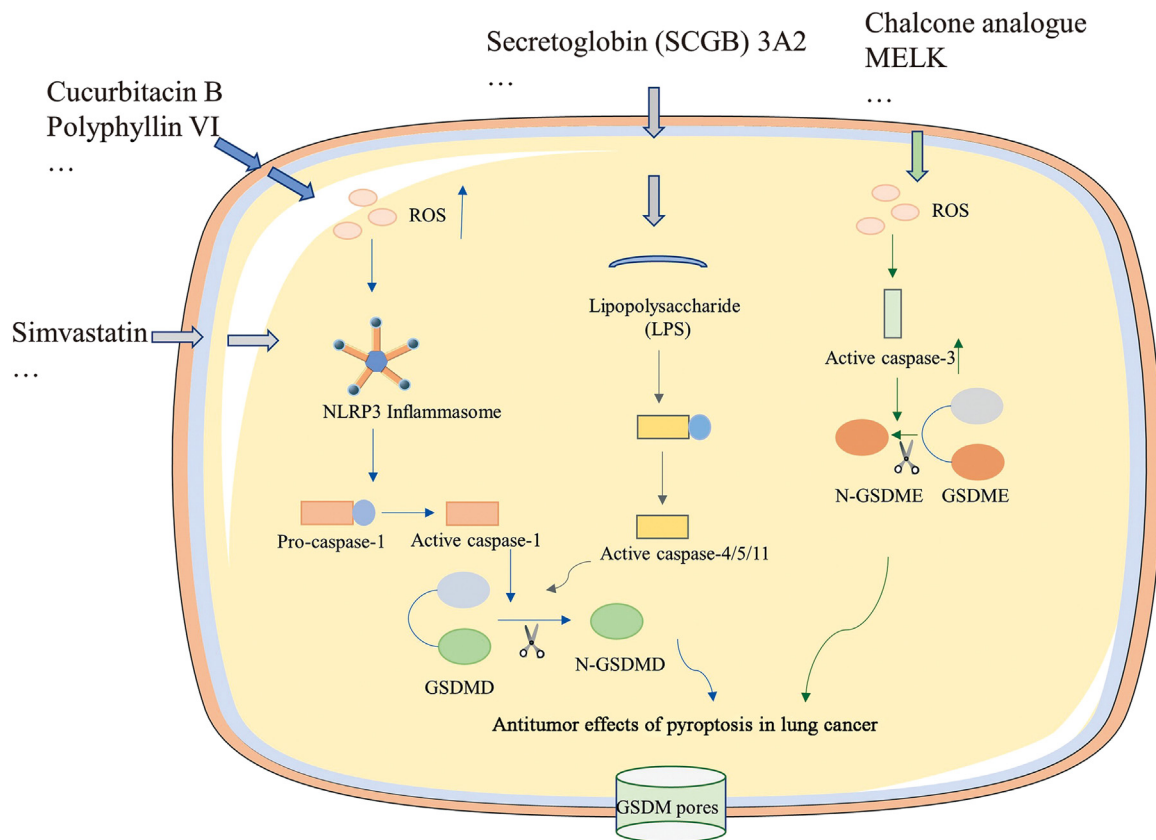 Secretoglobin (SCGB) 3A2
…
Chalcone analogue
MELK
…
Cucurbitacin B
Polyphyllin VI
…
ROS
ROS
Simvastatin
…
Lipopolysaccharide
(LPS)
Active caspase-3
NLRP3 Inflammasome
N-GSDME
GSDME
Pro-caspase-1
Active caspase-1
Active caspase-4/5/11
GSDMD
N-GSDMD
Antitumor effects of pyroptosis in lung cancer
GSDM pores